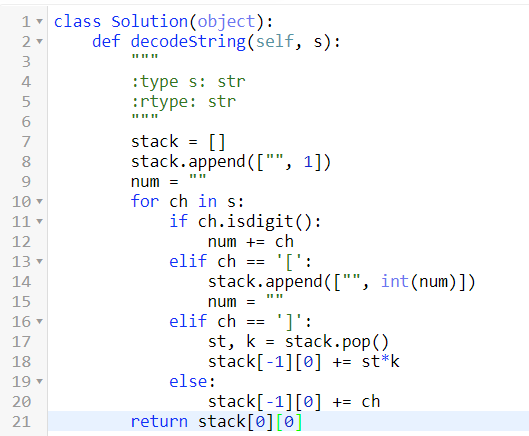 1 class Solution(object):
2     def decodeString(self, s):
3         """
4         :type s: str
5         :rtype: str
6         """
7         stack = []
8         stack.append(["", 1])
9         num = ""
10         for ch in s:
11             if ch.isdigit():
12                 num += ch
13             elif ch == '[':
14                 stack.append(["", int(num)])
15                 num = ""
16             elif ch == ']':
17                 st, k = stack.pop()
18                 stack[-1][0] += st*k
19             else:
20                 stack[-1][0] += ch
21         return stack[0][0]